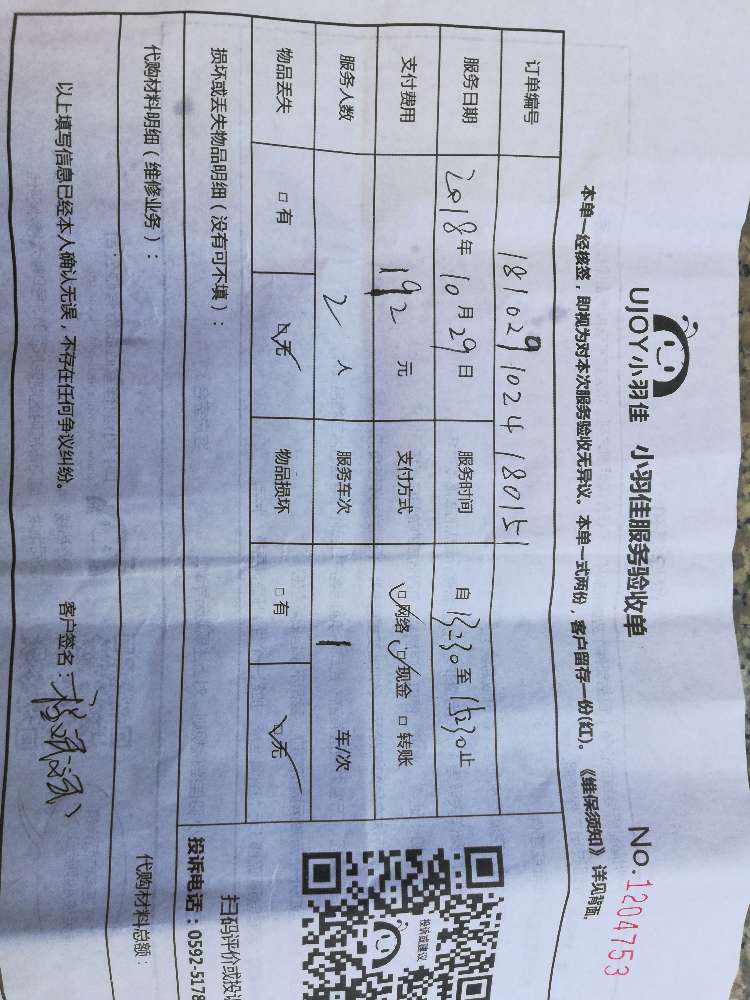 UJOY小羽佳 小羽佳服务验收单 No.1204753
本单一经核签，即视为对本次服务验收无异议。本单一式两份，客户留存一份(红)。《维保须知》详见背面。
订单编号 181029102418015
服务日期 2018年10月29日 服务时间 自13:30至15:30止
支付费用 192元 支付方式 □网络 □现金 □转账
服务人数 2人 服务车次 1车/次
物品丢失 □有 □无 物品损坏 □有 □无
损坏或丢失物品明细（没有可不填）：
投诉或建议
扫码评价或投
投诉电话：0592-5178
代购材料明细（维修业务）： 代购材料总额：
以上填写信息已经本人确认无误，不存在任何争议纠纷。 客户签名：